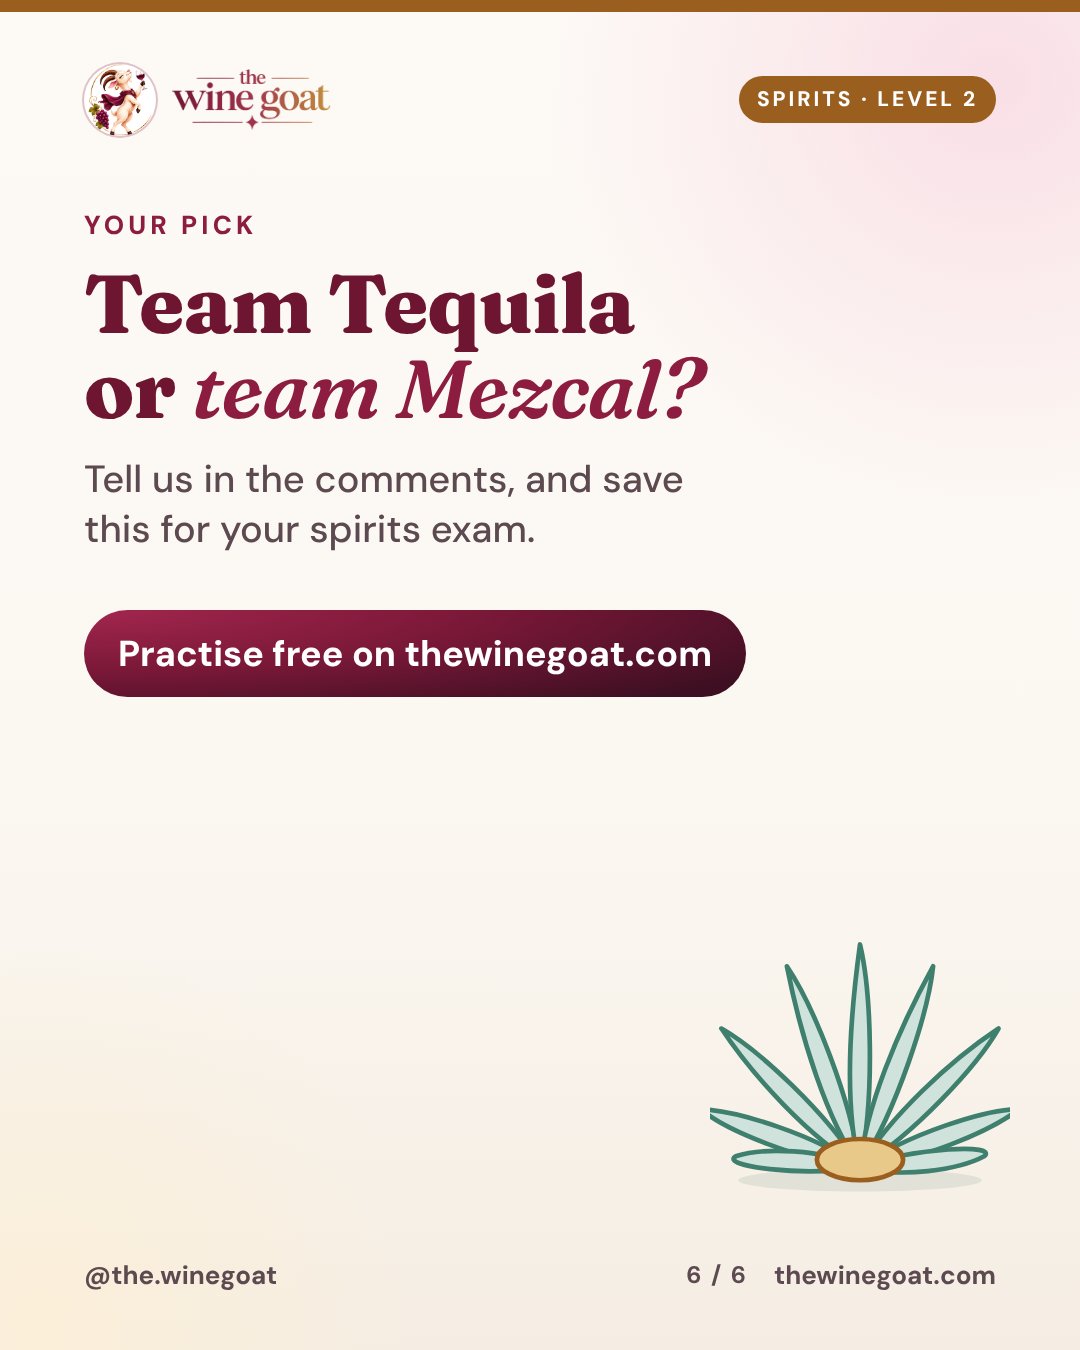 the
wine goat
SPIRITS · LEVEL 2
YOUR PICK
Team Tequila
or team Mezcal?
Tell us in the comments, and save
this for your spirits exam.
Practise free on thewinegoat.com
@the.winegoat
6 / 6
thewinegoat.com